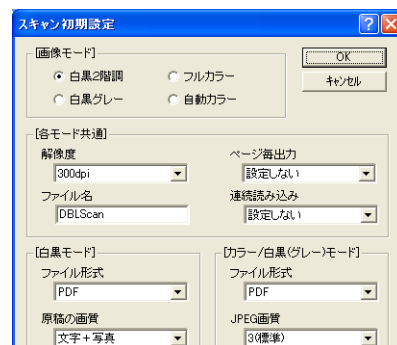 スキャン初期設定
[画像モード]
白黒2階調 フルカラー
白黒グレー 自動カラー
OK
キャンセル
[各モード共通]
解像度 ページ毎出力
300dpi 設定しない
ファイル名 連続読み込み
DBLScan 設定しない
[白黒モード] [カラー/白黒(グレー)モード]
ファイル形式 ファイル形式
PDF PDF
原稿の画質 JPEG画質
文字+写真 3(標準)